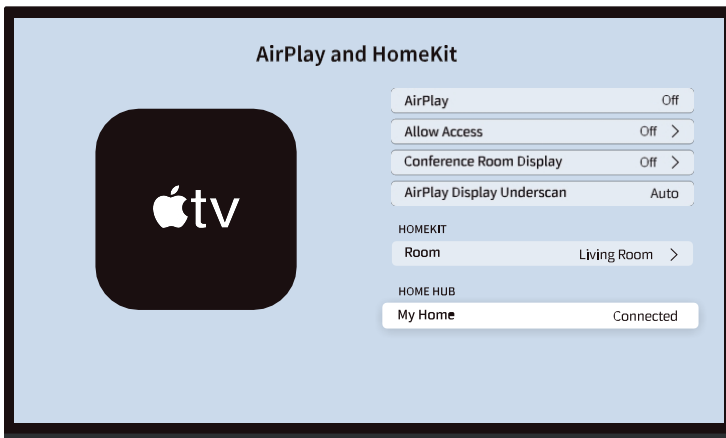 AirPlay and HomeKit
tv
AirPlay Off
Allow Access Off >
Conference Room Display Off >
AirPlay Display Underscan Auto
HOMEKIT
Room Living Room >
HOME HUB
My Home Connected